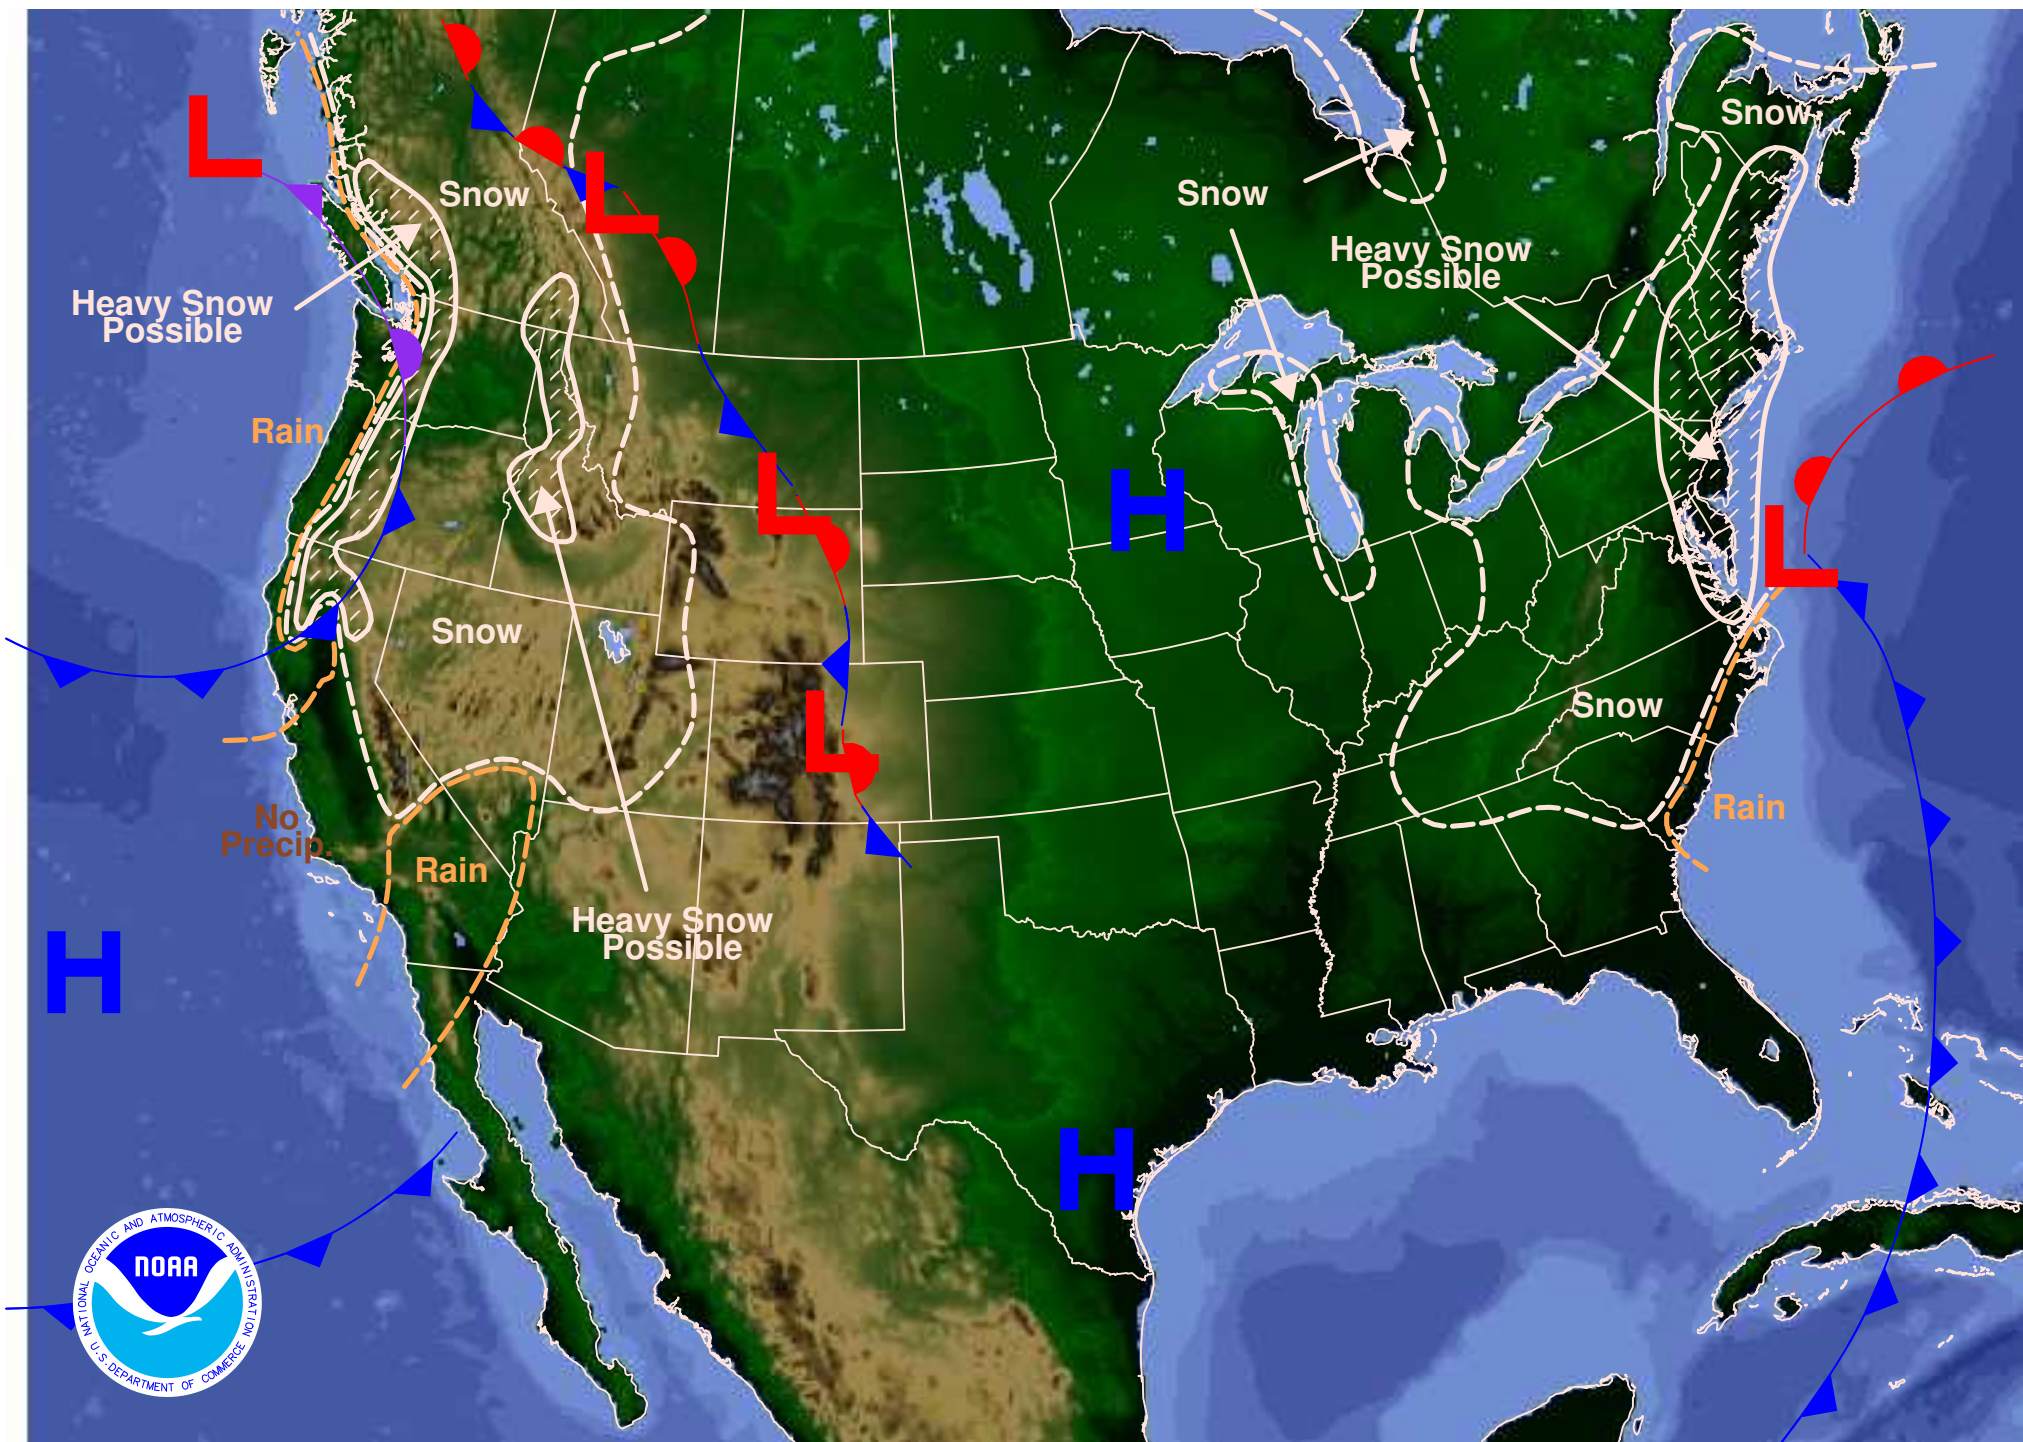 L
Snow
L
Snow
Snow
Heavy Snow
Possible
Heavy Snow
Possible
Rain
L
H
L
Snow
L
Snow
No
Precip.
Rain
Rain
Heavy Snow
Possible
H
H
NATIONAL OCEANIC AND ATMOSPHERIC ADMINISTRATION
NOAA
U.S. DEPARTMENT OF COMMERCE